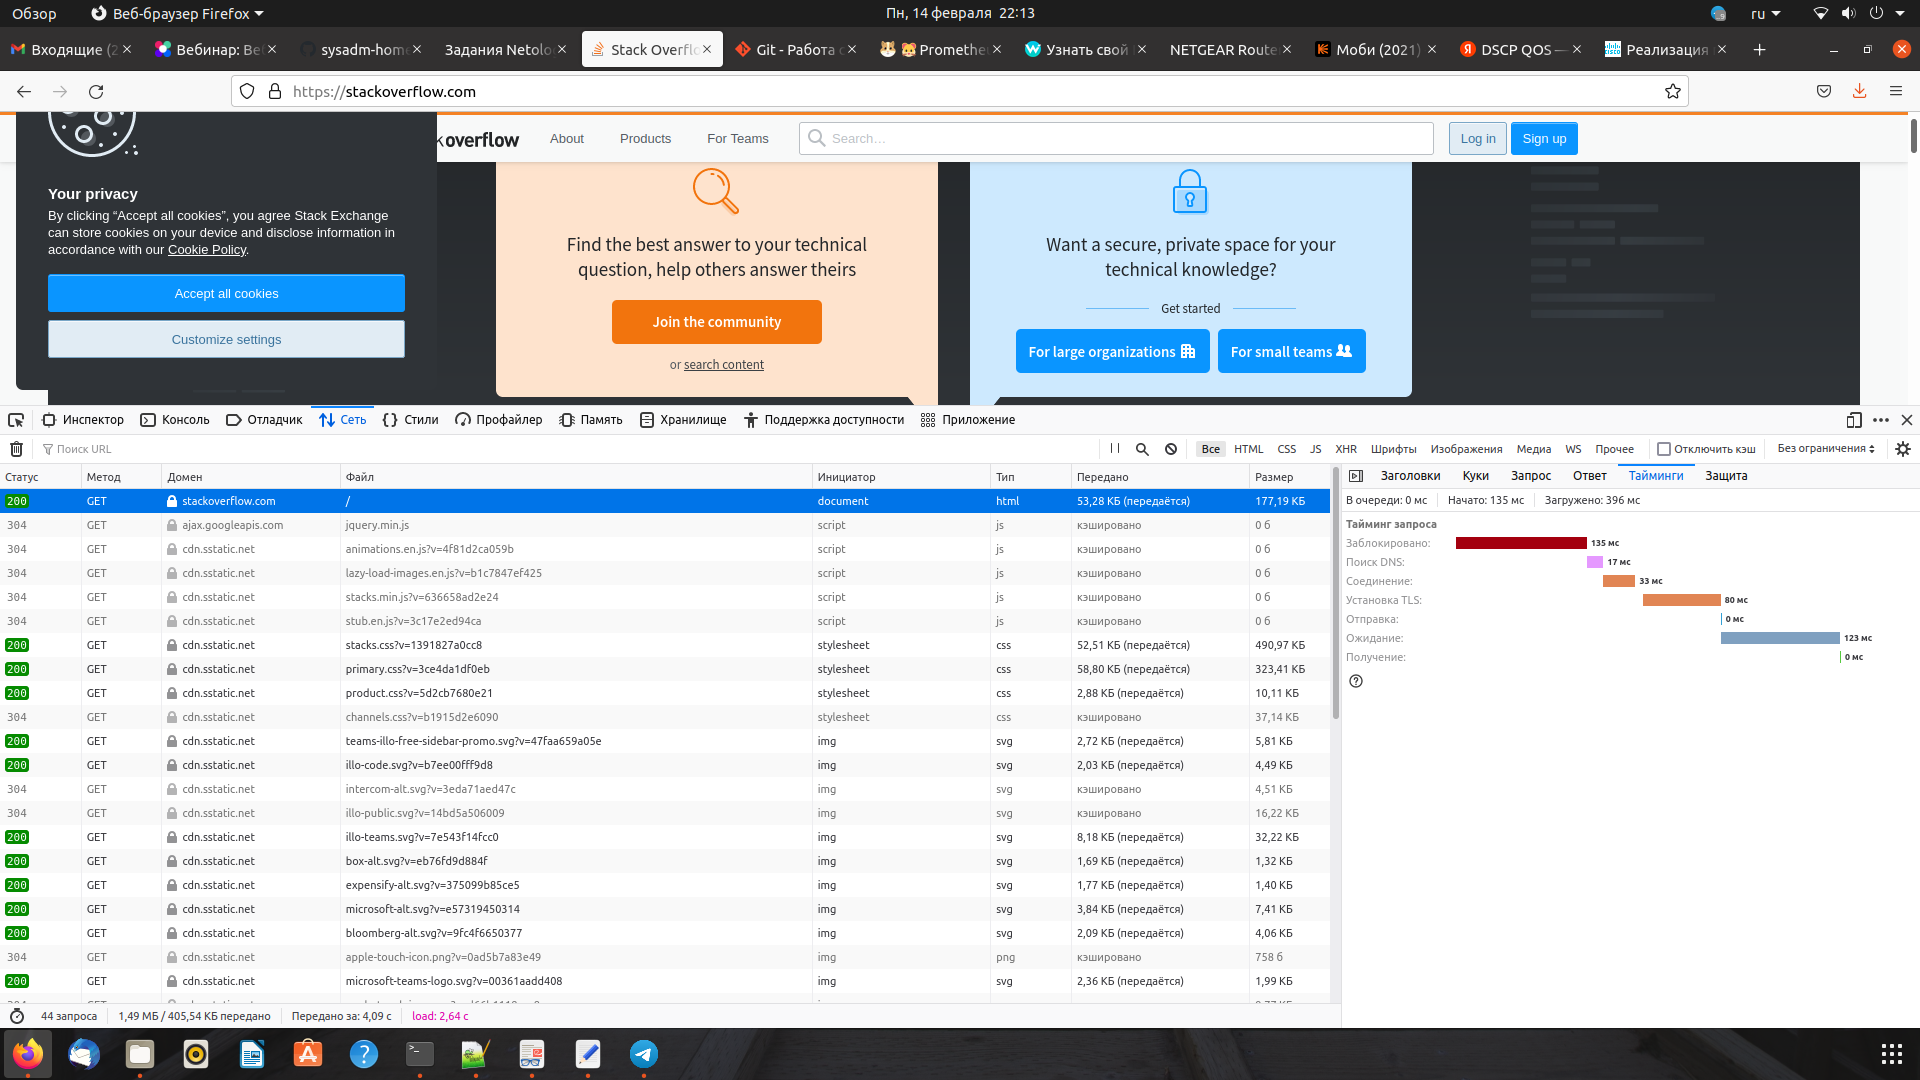 Обзор
Веб-браузер Firefox
Пн, 14 февраля 22:13
ru
Входящие (2
Вебинар: Ве
sysadm-hom
Задания Netolo
Stack Overflo
Git - Работа с
Prometheu
Узнать свой
NETGEAR Route
Моби (2021)
DSCP QOS —
Реализация
https://stackoverflow.com
overflow
About
Products
For Teams
Search…
Log in
Sign up
Your privacy
By clicking “Accept all cookies”, you agree Stack Exchange
can store cookies on your device and disclose information in
accordance with our Cookie Policy.
Accept all cookies
Customize settings
Find the best answer to your technical
question, help others answer theirs
Join the community
or search content
Want a secure, private space for your
technical knowledge?
Get started
For large organizations
For small teams
Инспектор
Консоль
Отладчик
Сеть
Стили
Профайлер
Память
Хранилище
Поддержка доступности
Приложение
Поиск URL
Все HTML CSS JS XHR Шрифты Изображения Медиа WS Прочее
Отключить кэш
Без ограничения
Статус Метод Домен Файл Инициатор Тип Передано Размер
200 GET stackoverflow.com / document html 53,28 КБ (передаётся) 177,19 КБ
304 GET ajax.googleapis.com jquery.min.js script js кэшировано 0 б
304 GET cdn.sstatic.net animations.en.js?v=4f81d2ca059b script js кэшировано 0 б
304 GET cdn.sstatic.net lazy-load-images.en.js?v=b1c7847ef425 script js кэшировано 0 б
304 GET cdn.sstatic.net stacks.min.js?v=636658ad2e24 script js кэшировано 0 б
304 GET cdn.sstatic.net stub.en.js?v=3c17e2ed94ca script js кэшировано 0 б
200 GET cdn.sstatic.net stacks.css?v=1391827a0cc8 stylesheet css 52,51 КБ (передаётся) 490,97 КБ
200 GET cdn.sstatic.net primary.css?v=3ce4da1df0eb stylesheet css 58,80 КБ (передаётся) 323,41 КБ
200 GET cdn.sstatic.net product.css?v=5d2cb7680e21 stylesheet css 2,88 КБ (передаётся) 10,11 КБ
304 GET cdn.sstatic.net channels.css?v=b1915d2e6090 stylesheet css кэшировано 37,14 КБ
200 GET cdn.sstatic.net teams-illo-free-sidebar-promo.svg?v=47faa659a05e img svg 2,72 КБ (передаётся) 5,81 КБ
200 GET cdn.sstatic.net illo-code.svg?v=b7ee00fff9d8 img svg 2,03 КБ (передаётся) 4,49 КБ
304 GET cdn.sstatic.net intercom-alt.svg?v=3eda71aed47c img svg кэшировано 4,51 КБ
304 GET cdn.sstatic.net illo-public.svg?v=14bd5a506009 img svg кэшировано 16,22 КБ
200 GET cdn.sstatic.net illo-teams.svg?v=7e543f14fcc0 img svg 8,18 КБ (передаётся) 32,22 КБ
200 GET cdn.sstatic.net box-alt.svg?v=eb76fd9d884f img svg 1,69 КБ (передаётся) 1,32 КБ
200 GET cdn.sstatic.net expensify-alt.svg?v=375099b85ce5 img svg 1,77 КБ (передаётся) 1,40 КБ
200 GET cdn.sstatic.net microsoft-alt.svg?v=e57319450314 img svg 3,84 КБ (передаётся) 7,41 КБ
200 GET cdn.sstatic.net bloomberg-alt.svg?v=9fc4f6650377 img svg 2,09 КБ (передаётся) 4,06 КБ
304 GET cdn.sstatic.net apple-touch-icon.png?v=0ad5b7a83e49 img png кэшировано 758 б
200 GET cdn.sstatic.net microsoft-teams-logo.svg?v=00361aadd408 img svg 2,36 КБ (передаётся) 1,99 КБ
44 запроса
1,49 МБ / 405,54 КБ передано
Передано за: 4,09 с
load: 2,64 с
Заголовки
Куки
Запрос
Ответ
Тайминги
Защита
В очереди: 0 мс
Начато: 135 мс
Загружено: 396 мс
Тайминг запроса
Заблокировано: 135 мс
Поиск DNS: 17 мс
Соединение: 33 мс
Установка TLS: 80 мс
Отправка: 0 мс
Ожидание: 123 мс
Получение: 0 мс